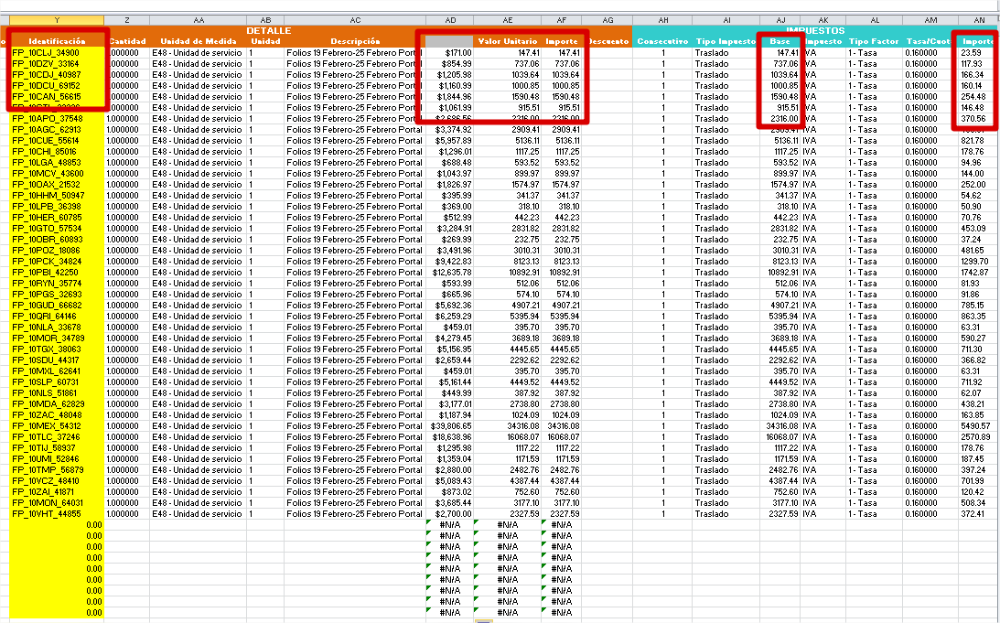 Y Z AA AB AC AD AE AF AG AH AI AJ AK AL AM AN
DETALLE IMPUESTOS
Identificación Cantidad Unidad de Medida Unidad Descripción Valor Unitario Importe Descuento Consecutivo Tipo Impuesto Base Impuesto Tipo Factor Tasa/Cuot Importe
FP_10CLJ_34900 1.000000 E48 - Unidad de servicio 1 Folios 19 Febrero-25 Febrero Portal $171.00 147.41 147.41 1 Traslado 147.41 IVA 1 - Tasa 0.160000 23.59
FP_10DZV_33164 1.000000 E48 - Unidad de servicio 1 Folios 19 Febrero-25 Febrero Portal $854.99 737.06 737.06 1 Traslado 737.06 IVA 1 - Tasa 0.160000 117.93
FP_10CDJ_40987 1.000000 E48 - Unidad de servicio 1 Folios 19 Febrero-25 Febrero Portal $1,205.98 1039.64 1039.64 1 Traslado 1039.64 IVA 1 - Tasa 0.160000 166.34
FP_10DCU_69152 1.000000 E48 - Unidad de servicio 1 Folios 19 Febrero-25 Febrero Portal $1,160.99 1000.85 1000.85 1 Traslado 1000.85 IVA 1 - Tasa 0.160000 160.14
FP_10CAN_56615 1.000000 E48 - Unidad de servicio 1 Folios 19 Febrero-25 Febrero Portal $1,844.96 1590.48 1590.48 1 Traslado 1590.48 IVA 1 - Tasa 0.160000 254.48
1.000000 E48 - Unidad de servicio 1 Folios 19 Febrero-25 Febrero Portal $1,061.99 915.51 915.51 1 Traslado 915.51 IVA 1 - Tasa 0.160000 146.48
FP_10APO_37548 1.000000 E48 - Unidad de servicio 1 Folios 19 Febrero-25 Febrero Portal $2,686.56 2316.00 2316.00 1 Traslado 2316.00 IVA 1 - Tasa 0.160000 370.56
FP_10AGC_62913 1.000000 E48 - Unidad de servicio 1 Folios 19 Febrero-25 Febrero Portal $3,374.92 2909.41 2909.41 1 Traslado 2909.41 IVA 1 - Tasa 0.160000
FP_10CUE_55614 1.000000 E48 - Unidad de servicio 1 Folios 19 Febrero-25 Febrero Portal $5,957.89 5136.11 5136.11 1 Traslado 5136.11 IVA 1 - Tasa 0.160000 821.78
FP_10CHI_85016 1.000000 E48 - Unidad de servicio 1 Folios 19 Febrero-25 Febrero Portal $1,296.01 1117.25 1117.25 1 Traslado 1117.25 IVA 1 - Tasa 0.160000 178.76
FP_10LGA_48853 1.000000 E48 - Unidad de servicio 1 Folios 19 Febrero-25 Febrero Portal $688.48 593.52 593.52 1 Traslado 593.52 IVA 1 - Tasa 0.160000 94.96
FP_10MCV_43600 1.000000 E48 - Unidad de servicio 1 Folios 19 Febrero-25 Febrero Portal $1,043.97 899.97 899.97 1 Traslado 899.97 IVA 1 - Tasa 0.160000 144.00
FP_10OAX_21532 1.000000 E48 - Unidad de servicio 1 Folios 19 Febrero-25 Febrero Portal $1,826.97 1574.97 1574.97 1 Traslado 1574.97 IVA 1 - Tasa 0.160000 252.00
FP_10HHM_50947 1.000000 E48 - Unidad de servicio 1 Folios 19 Febrero-25 Febrero Portal $395.99 341.37 341.37 1 Traslado 341.37 IVA 1 - Tasa 0.160000 54.62
FP_10LPB_36398 1.000000 E48 - Unidad de servicio 1 Folios 19 Febrero-25 Febrero Portal $369.00 318.10 318.10 1 Traslado 318.10 IVA 1 - Tasa 0.160000 50.90
FP_10HER_60785 1.000000 E48 - Unidad de servicio 1 Folios 19 Febrero-25 Febrero Portal $512.99 442.23 442.23 1 Traslado 442.23 IVA 1 - Tasa 0.160000 70.76
FP_10GTO_57534 1.000000 E48 - Unidad de servicio 1 Folios 19 Febrero-25 Febrero Portal $3,284.91 2831.82 2831.82 1 Traslado 2831.82 IVA 1 - Tasa 0.160000 453.09
FP_10OBR_60893 1.000000 E48 - Unidad de servicio 1 Folios 19 Febrero-25 Febrero Portal $269.99 232.75 232.75 1 Traslado 232.75 IVA 1 - Tasa 0.160000 37.24
FP_10POZ_18086 1.000000 E48 - Unidad de servicio 1 Folios 19 Febrero-25 Febrero Portal $3,491.96 3010.31 3010.31 1 Traslado 3010.31 IVA 1 - Tasa 0.160000 481.65
FP_10PCK_34824 1.000000 E48 - Unidad de servicio 1 Folios 19 Febrero-25 Febrero Portal $9,422.83 8123.13 8123.13 1 Traslado 8123.13 IVA 1 - Tasa 0.160000 1299.70
FP_10PBI_42250 1.000000 E48 - Unidad de servicio 1 Folios 19 Febrero-25 Febrero Portal $12,635.78 10892.91 10892.91 1 Traslado 10892.91 IVA 1 - Tasa 0.160000 1742.87
FP_10RYN_35774 1.000000 E48 - Unidad de servicio 1 Folios 19 Febrero-25 Febrero Portal $593.99 512.06 512.06 1 Traslado 512.06 IVA 1 - Tasa 0.160000 81.93
FP_10PGS_32693 1.000000 E48 - Unidad de servicio 1 Folios 19 Febrero-25 Febrero Portal $665.96 574.10 574.10 1 Traslado 574.10 IVA 1 - Tasa 0.160000 91.86
FP_10GUD_66682 1.000000 E48 - Unidad de servicio 1 Folios 19 Febrero-25 Febrero Portal $5,692.36 4907.21 4907.21 1 Traslado 4907.21 IVA 1 - Tasa 0.160000 785.15
FP_10QRI_64146 1.000000 E48 - Unidad de servicio 1 Folios 19 Febrero-25 Febrero Portal $6,259.29 5395.94 5395.94 1 Traslado 5395.94 IVA 1 - Tasa 0.160000 863.35
FP_10NLA_33678 1.000000 E48 - Unidad de servicio 1 Folios 19 Febrero-25 Febrero Portal $459.01 395.70 395.70 1 Traslado 395.70 IVA 1 - Tasa 0.160000 63.31
FP_10MOR_34789 1.000000 E48 - Unidad de servicio 1 Folios 19 Febrero-25 Febrero Portal $4,279.45 3689.18 3689.18 1 Traslado 3689.18 IVA 1 - Tasa 0.160000 590.27
FP_10TGX_38063 1.000000 E48 - Unidad de servicio 1 Folios 19 Febrero-25 Febrero Portal $5,156.95 4445.65 4445.65 1 Traslado 4445.65 IVA 1 - Tasa 0.160000 711.30
FP_10SDU_44317 1.000000 E48 - Unidad de servicio 1 Folios 19 Febrero-25 Febrero Portal $2,659.44 2292.62 2292.62 1 Traslado 2292.62 IVA 1 - Tasa 0.160000 366.82
FP_10MXL_62641 1.000000 E48 - Unidad de servicio 1 Folios 19 Febrero-25 Febrero Portal $459.01 395.70 395.70 1 Traslado 395.70 IVA 1 - Tasa 0.160000 63.31
FP_10SLP_60731 1.000000 E48 - Unidad de servicio 1 Folios 19 Febrero-25 Febrero Portal $5,161.44 4449.52 4449.52 1 Traslado 4449.52 IVA 1 - Tasa 0.160000 711.92
FP_10NLS_51861 1.000000 E48 - Unidad de servicio 1 Folios 19 Febrero-25 Febrero Portal $449.99 387.92 387.92 1 Traslado 387.92 IVA 1 - Tasa 0.160000 62.07
FP_10MDA_62829 1.000000 E48 - Unidad de servicio 1 Folios 19 Febrero-25 Febrero Portal $3,177.01 2738.80 2738.80 1 Traslado 2738.80 IVA 1 - Tasa 0.160000 438.21
FP_10ZAC_48048 1.000000 E48 - Unidad de servicio 1 Folios 19 Febrero-25 Febrero Portal $1,187.94 1024.09 1024.09 1 Traslado 1024.09 IVA 1 - Tasa 0.160000 163.85
FP_10MEX_54312 1.000000 E48 - Unidad de servicio 1 Folios 19 Febrero-25 Febrero Portal $39,806.65 34316.08 34316.08 1 Traslado 34316.08 IVA 1 - Tasa 0.160000 5490.57
FP_10TLC_37246 1.000000 E48 - Unidad de servicio 1 Folios 19 Febrero-25 Febrero Portal $18,638.96 16068.07 16068.07 1 Traslado 16068.07 IVA 1 - Tasa 0.160000 2570.89
FP_10TIJ_58937 1.000000 E48 - Unidad de servicio 1 Folios 19 Febrero-25 Febrero Portal $1,295.98 1117.22 1117.22 1 Traslado 1117.22 IVA 1 - Tasa 0.160000 178.76
FP_10UMI_52846 1.000000 E48 - Unidad de servicio 1 Folios 19 Febrero-25 Febrero Portal $1,359.04 1171.59 1171.59 1 Traslado 1171.59 IVA 1 - Tasa 0.160000 187.45
FP_10TMP_56879 1.000000 E48 - Unidad de servicio 1 Folios 19 Febrero-25 Febrero Portal $2,880.00 2482.76 2482.76 1 Traslado 2482.76 IVA 1 - Tasa 0.160000 397.24
FP_10VCZ_48410 1.000000 E48 - Unidad de servicio 1 Folios 19 Febrero-25 Febrero Portal $5,089.43 4387.44 4387.44 1 Traslado 4387.44 IVA 1 - Tasa 0.160000 701.99
FP_10ZAI_41871 1.000000 E48 - Unidad de servicio 1 Folios 19 Febrero-25 Febrero Portal $873.02 752.60 752.60 1 Traslado 752.60 IVA 1 - Tasa 0.160000 120.42
FP_10MON_64031 1.000000 E48 - Unidad de servicio 1 Folios 19 Febrero-25 Febrero Portal $3,685.44 3177.10 3177.10 1 Traslado 3177.10 IVA 1 - Tasa 0.160000 508.34
FP_10VHT_44855 1.000000 E48 - Unidad de servicio 1 Folios 19 Febrero-25 Febrero Portal $2,700.00 2327.59 2327.59 1 Traslado 2327.59 IVA 1 - Tasa 0.160000 372.41
0.00 #N/A #N/A #N/A
0.00 #N/A #N/A #N/A
0.00 #N/A #N/A #N/A
0.00 #N/A #N/A #N/A
0.00 #N/A #N/A #N/A
0.00 #N/A #N/A #N/A
0.00 #N/A #N/A #N/A
0.00 #N/A #N/A #N/A
0.00 #N/A #N/A #N/A